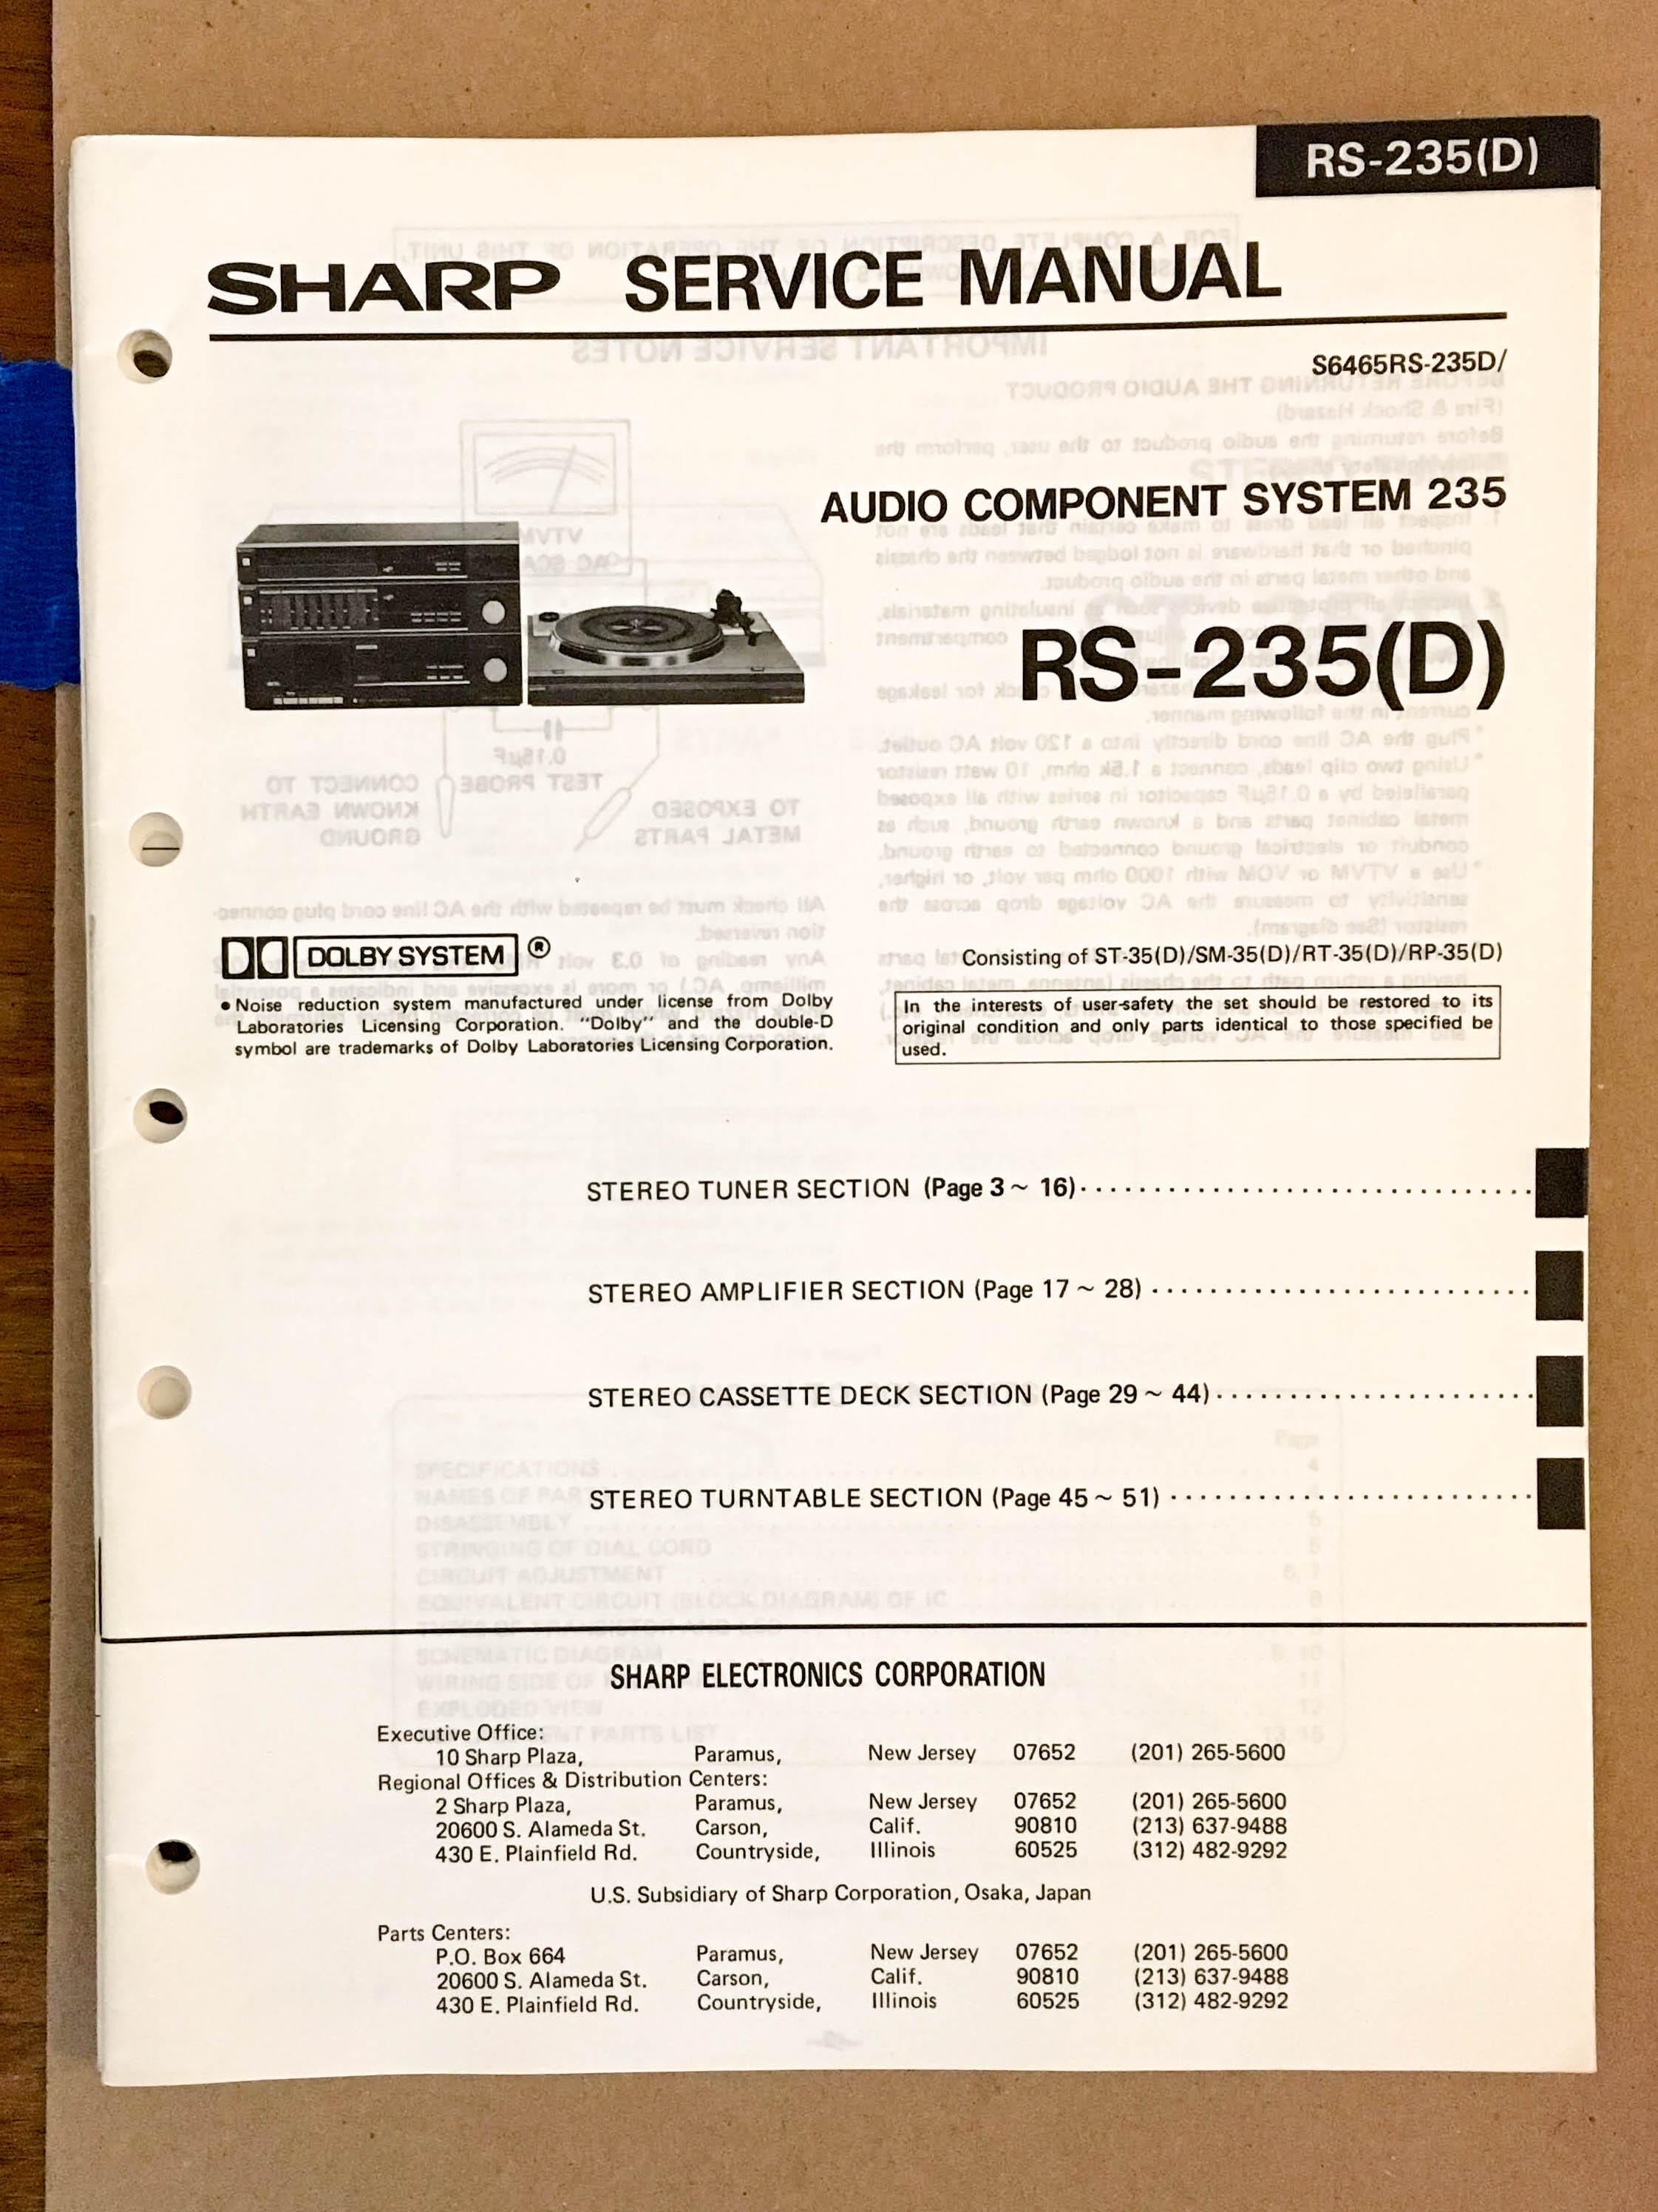 RS-235(D)
SHARP SERVICE MANUAL
S6465RS-235D/
AUDIO COMPONENT SYSTEM 235
RS-235(D)
DOLBY SYSTEM ®
● Noise reduction system manufactured under license from Dolby
Laboratories Licensing Corporation. "Dolby" and the double-D
symbol are trademarks of Dolby Laboratories Licensing Corporation.
Consisting of ST-35(D)/SM-35(D)/RT-35(D)/RP-35(D)
In the interests of user-safety the set should be restored to its
original condition and only parts identical to those specified be
used.
STEREO TUNER SECTION (Page 3 ~ 16)
STEREO AMPLIFIER SECTION (Page 17 ~ 28)
STEREO CASSETTE DECK SECTION (Page 29 ~ 44)
STEREO TURNTABLE SECTION (Page 45 ~ 51)
SHARP ELECTRONICS CORPORATION
Executive Office:
10 Sharp Plaza, Paramus, New Jersey 07652 (201) 265-5600
Regional Offices & Distribution Centers:
2 Sharp Plaza, Paramus, New Jersey 07652 (201) 265-5600
20600 S. Alameda St. Carson, Calif. 90810 (213) 637-9488
430 E. Plainfield Rd. Countryside, Illinois 60525 (312) 482-9292
U.S. Subsidiary of Sharp Corporation, Osaka, Japan
Parts Centers:
P.O. Box 664 Paramus, New Jersey 07652 (201) 265-5600
20600 S. Alameda St. Carson, Calif. 90810 (213) 637-9488
430 E. Plainfield Rd. Countryside, Illinois 60525 (312) 482-9292